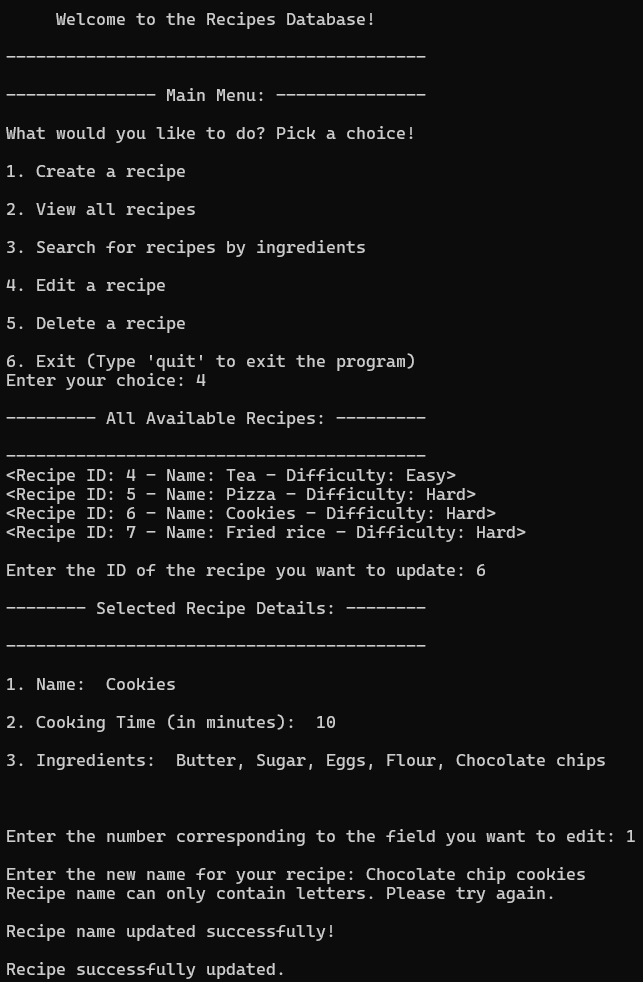 Welcome to the Recipes Database!
------------------------------------------
--------------- Main Menu: ---------------
What would you like to do? Pick a choice!
1. Create a recipe
2. View all recipes
3. Search for recipes by ingredients
4. Edit a recipe
5. Delete a recipe
6. Exit (Type 'quit' to exit the program)
Enter your choice: 4
--------- All Available Recipes: ---------
------------------------------------------
<Recipe ID: 4 - Name: Tea - Difficulty: Easy>
<Recipe ID: 5 - Name: Pizza - Difficulty: Hard>
<Recipe ID: 6 - Name: Cookies - Difficulty: Hard>
<Recipe ID: 7 - Name: Fried rice - Difficulty: Hard>
Enter the ID of the recipe you want to update: 6
-------- Selected Recipe Details: --------
------------------------------------------
1. Name:  Cookies
2. Cooking Time (in minutes):  10
3. Ingredients:  Butter, Sugar, Eggs, Flour, Chocolate chips
Enter the number corresponding to the field you want to edit: 1
Enter the new name for your recipe: Chocolate chip cookies
Recipe name can only contain letters. Please try again.
Recipe name updated successfully!
Recipe successfully updated.